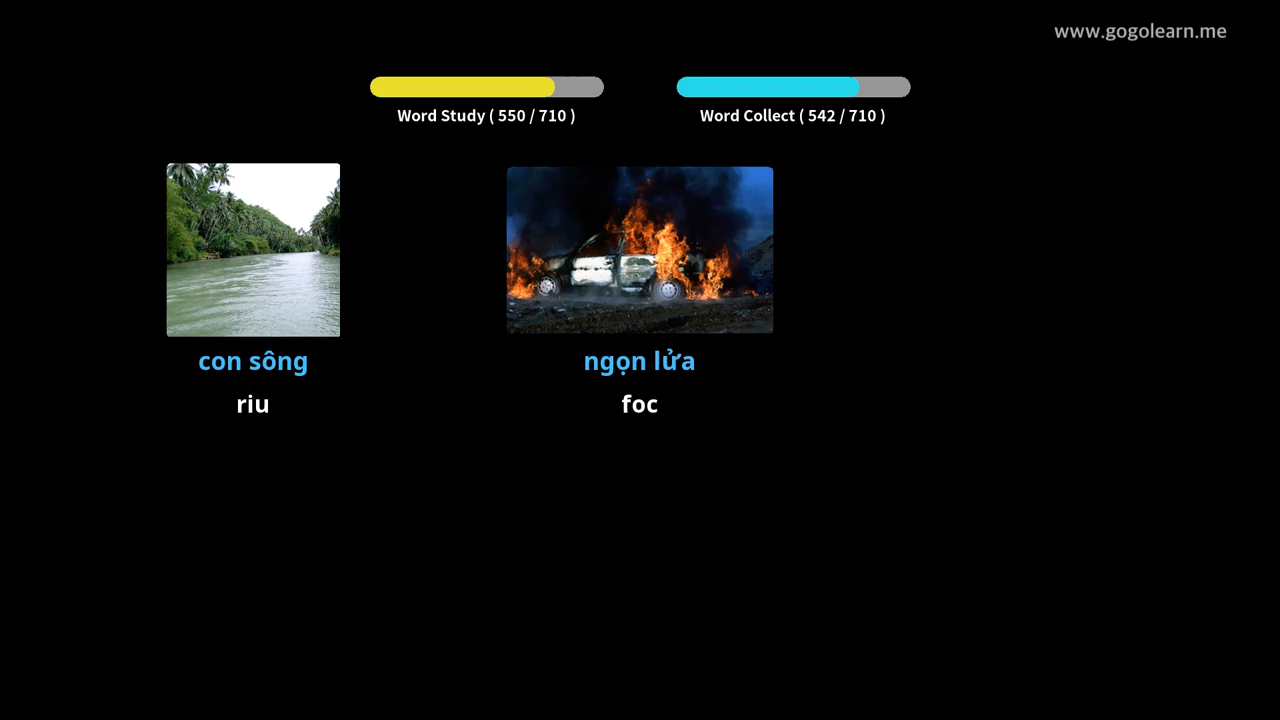 www.gogolearn.me
Word Study ( 550 / 710 )
Word Collect ( 542 / 710 )
con sông
riu
ngọn lửa
foc